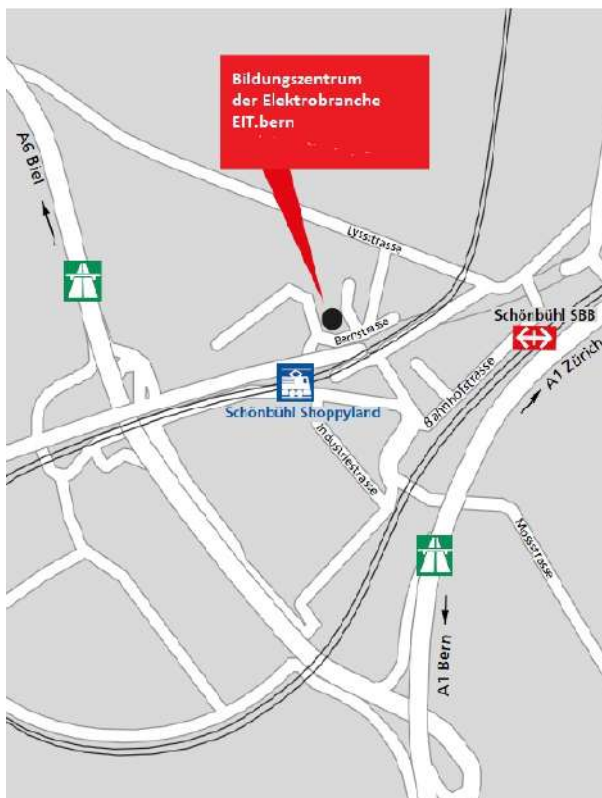 Bildungszentrum
der Elektrobranche
EIT.bern
A6 Biel
Lyssstrasse
Schönbühl SBB
Bernstrasse
A1 Zürich
Schönbühl Shoppyland
Bahnhofstrasse
Industriestrasse
Moosstrasse
A1 Bern